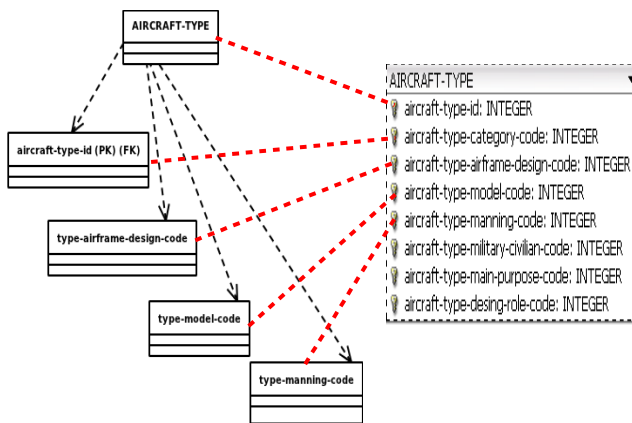 AIRCRAFT-TYPE
aircraft-type-id (PK) (FK)
type-airframe-design-code
type-model-code
type-manning-code
AIRCRAFT-TYPE
aircraft-type-id: INTEGER
aircraft-type-category-code: INTEGER
aircraft-type-airframe-design-code: INTEGER
aircraft-type-model-code: INTEGER
aircraft-type-manning-code: INTEGER
aircraft-type-military-civilian-code: INTEGER
aircraft-type-main-purpose-code: INTEGER
aircraft-type-desing-role-code: INTEGER